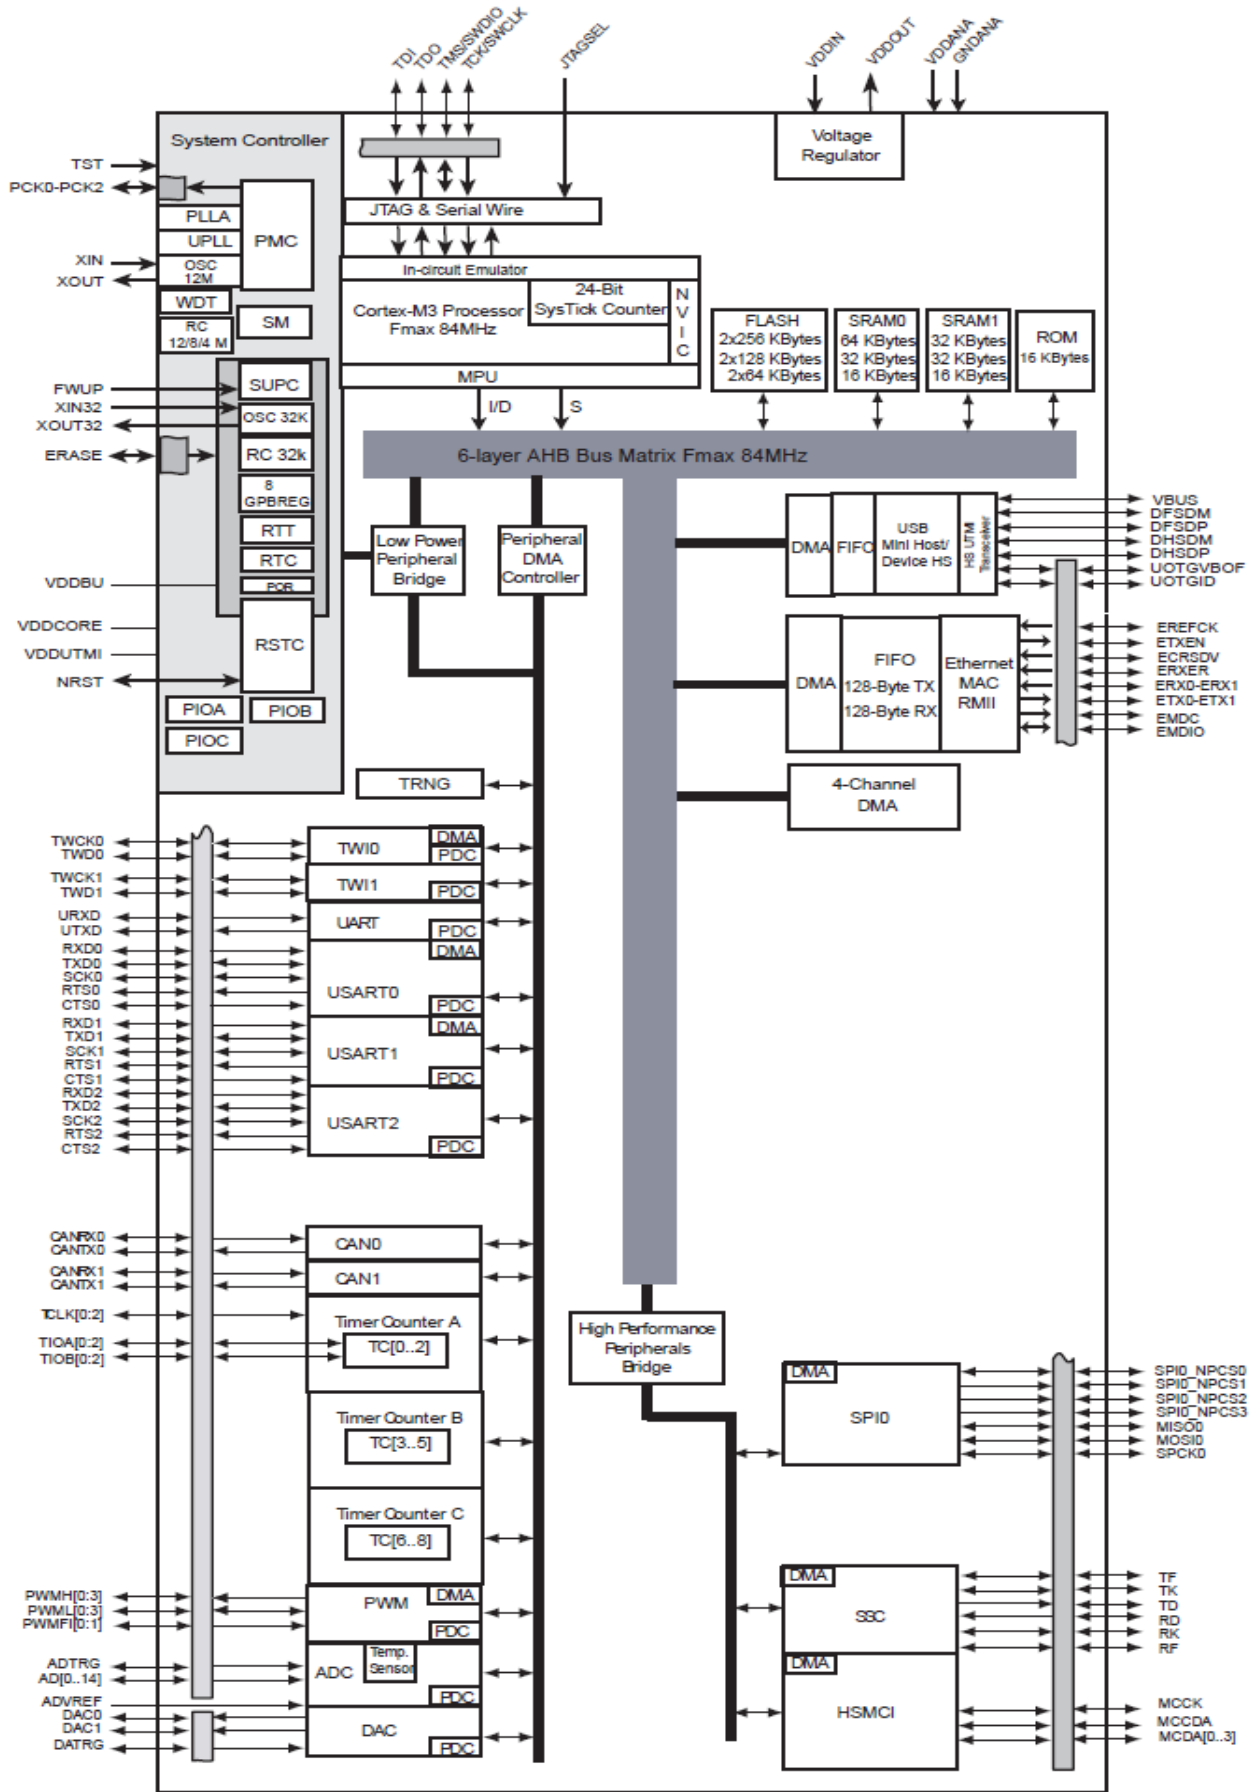 TDI
TDO
TMS/SWDIO
TCK/SWCLK
JTAGSEL
VDDIN
VDDOUT
VDDANA
GNDANA
System Controller
Voltage
Regulator
TST
PCK0-PCK2
PLLA
UPLL
PMC
JTAG & Serial Wire
XIN
XOUT
OSC
12M
In-circuit Emulator
WDT
SM
RC
12/8/4 M
Cortex-M3 Processor
Fmax 84MHz
24-Bit
SysTick Counter
N
V
I
C
MPU
FLASH
2x256 KBytes
2x128 KBytes
2x64 KBytes
SRAM0
64 KBytes
32 KBytes
16 KBytes
SRAM1
32 KBytes
32 KBytes
16 KBytes
ROM
16 KBytes
FWUP
XIN32
XOUT32
ERASE
SUPC
OSC 32K
RC 32k
8
GPBREG
RTT
RTC
POR
RSTC
I/D
S
6-layer AHB Bus Matrix Fmax 84MHz
VDDBU
VDDCORE
VDDUTMI
NRST
PIOA
PIOB
PIOC
Low Power
Peripheral
Bridge
Peripheral
DMA
Controller
DMA
FIFO
USB
Mini Host/
Device HS
HS UTMI
Transceiver
VBUS
DFSDM
DFSDP
DHSDM
DHSDP
UOTGVBOF
UOTGID
DMA
FIFO
128-Byte TX
128-Byte RX
Ethernet
MAC
RMII
EREFCK
ETXEN
ECRSDV
ERXER
ERX0-ERX1
ETX0-ETX1
EMDC
EMDIO
4-Channel
DMA
TRNG
TWCK0
TWD0
TWI0
DMA
PDC
TWCK1
TWD1
TWI1
PDC
URXD
UTXD
UART
PDC
RXD0
TXD0
SCK0
RTS0
CTS0
USART0
DMA
PDC
RXD1
TXD1
SCK1
RTS1
CTS1
USART1
DMA
PDC
RXD2
TXD2
SCK2
RTS2
CTS2
USART2
PDC
CANRX0
CANTX0
CAN0
CANRX1
CANTX1
CAN1
TCLK[0:2]
TIOA[0:2]
TIOB[0:2]
Timer Counter A
TC[0..2]
Timer Counter B
TC[3..5]
Timer Counter C
TC[6..8]
High Performance
Peripherals
Bridge
DMA
SPI0
SPI0_NPCS0
SPI0_NPCS1
SPI0_NPCS2
SPI0_NPCS3
MISO0
MOSI0
SPCK0
PWMH[0:3]
PWML[0:3]
PWMFI[0:1]
PWM
DMA
PDC
DMA
SSC
TF
TK
TD
RD
RK
RF
ADTRG
AD[0..14]
ADVREF
ADC
Temp.
Sensor
PDC
DAC0
DAC1
DATRG
DAC
PDC
DMA
HSMCI
MCCK
MCCDA
MCDA[0..3]